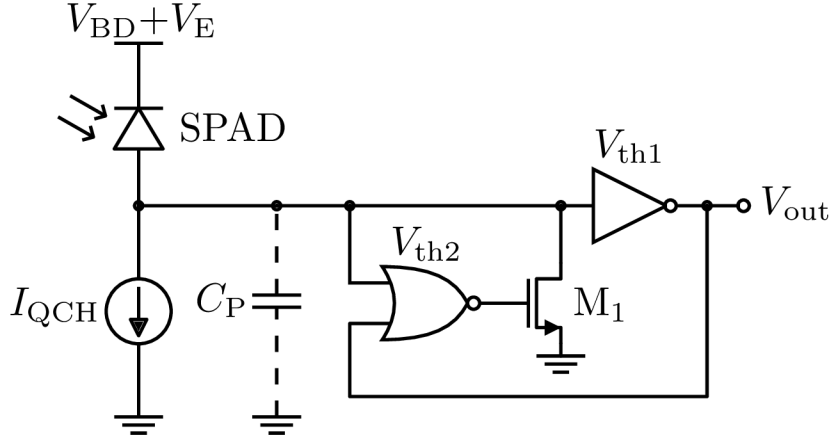 V_BD+V_E
SPAD
V_th1
V_out
V_th2
I_QCH
C_P
M_1